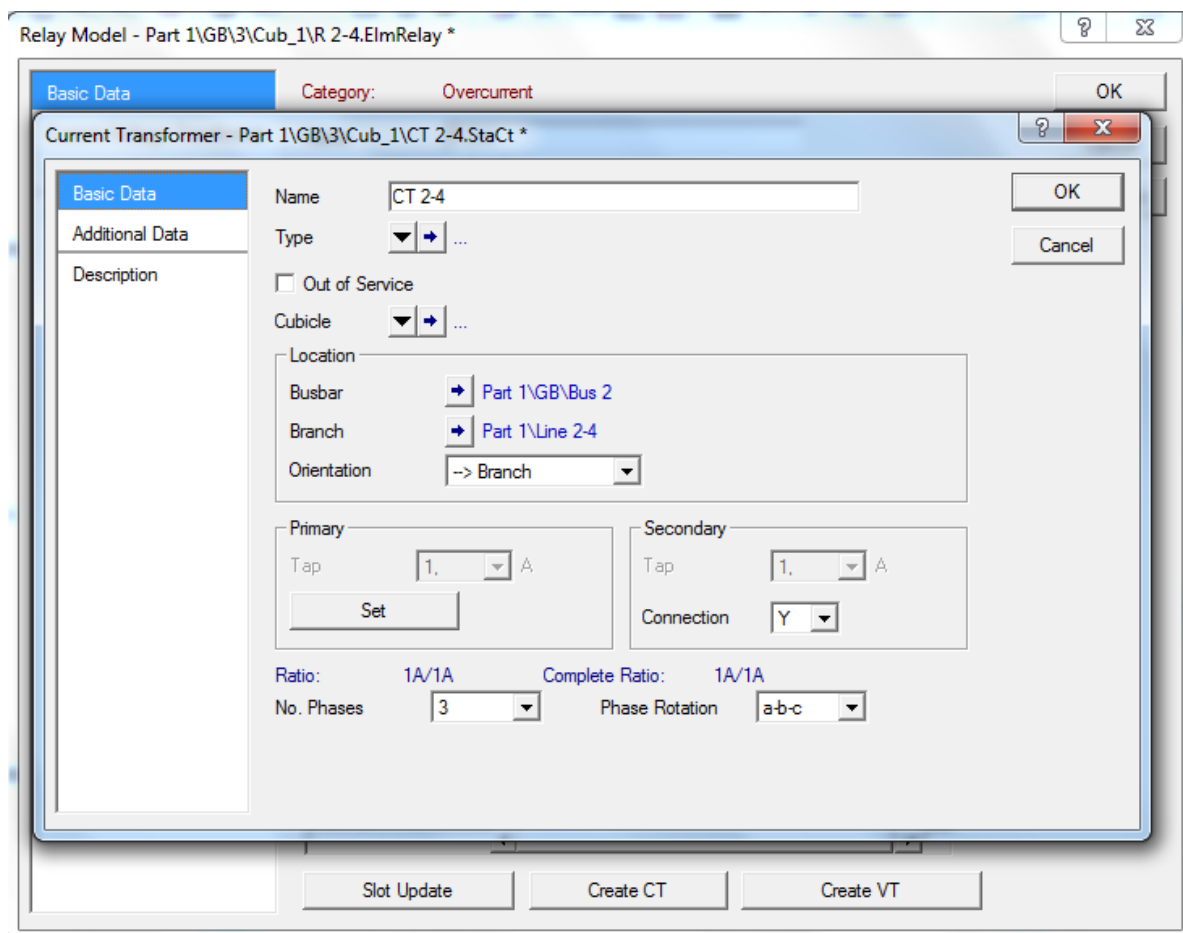 Relay Model - Part 1\GB\3\Cub_1\R 2-4.ElmRelay *
Basic Data Category: Overcurrent OK
Current Transformer - Part 1\GB\3\Cub_1\CT 2-4.StaCt *
Basic Data Name CT 2-4 OK
Additional Data Type ... Cancel
Description Out of Service
Cubicle ...
Location
Busbar Part 1\GB\Bus 2
Branch Part 1\Line 2-4
Orientation --> Branch
Primary Secondary
Tap 1, A Tap 1, A
Set Connection Y
Ratio: 1A/1A Complete Ratio: 1A/1A
No. Phases 3 Phase Rotation a-b-c
Slot Update Create CT Create VT